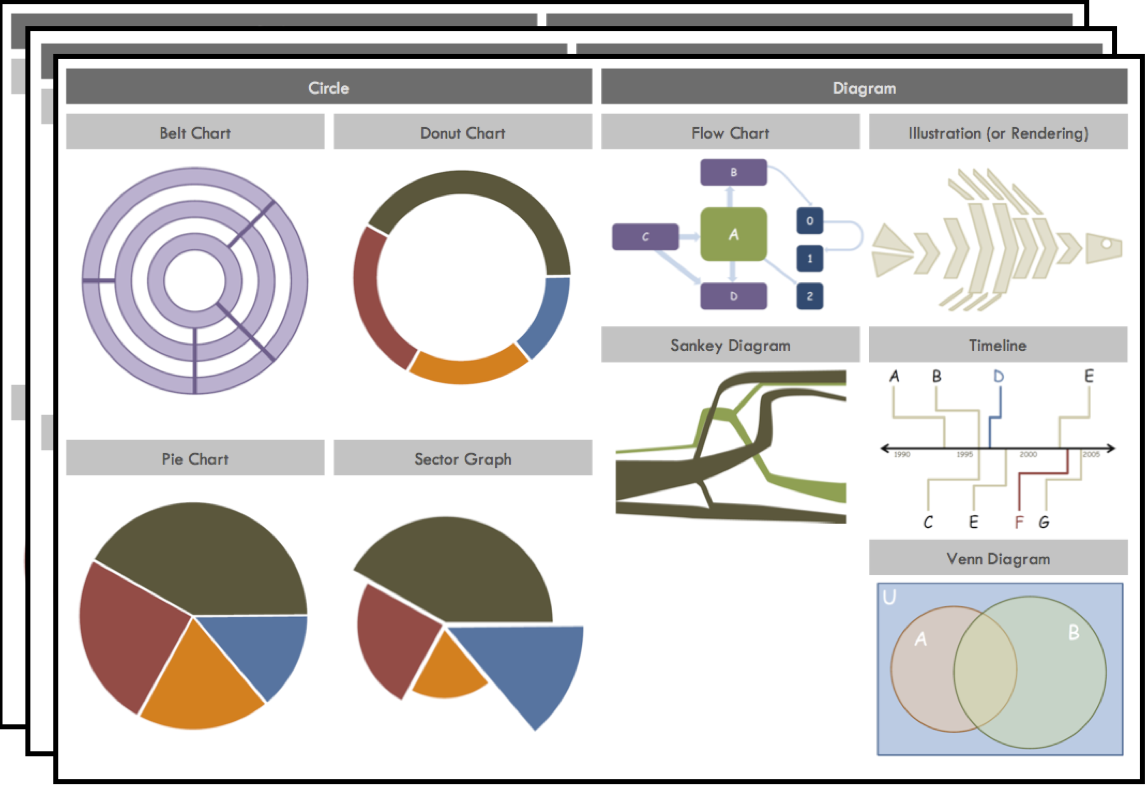 Circle
Diagram
Belt Chart
Donut Chart
Flow Chart
Illustration (or Rendering)
B
C
A
D
0
1
2
Sankey Diagram
Timeline
A B D E
1990 1995 2000 2005
C E F G
Pie Chart
Sector Graph
Venn Diagram
U
A
B